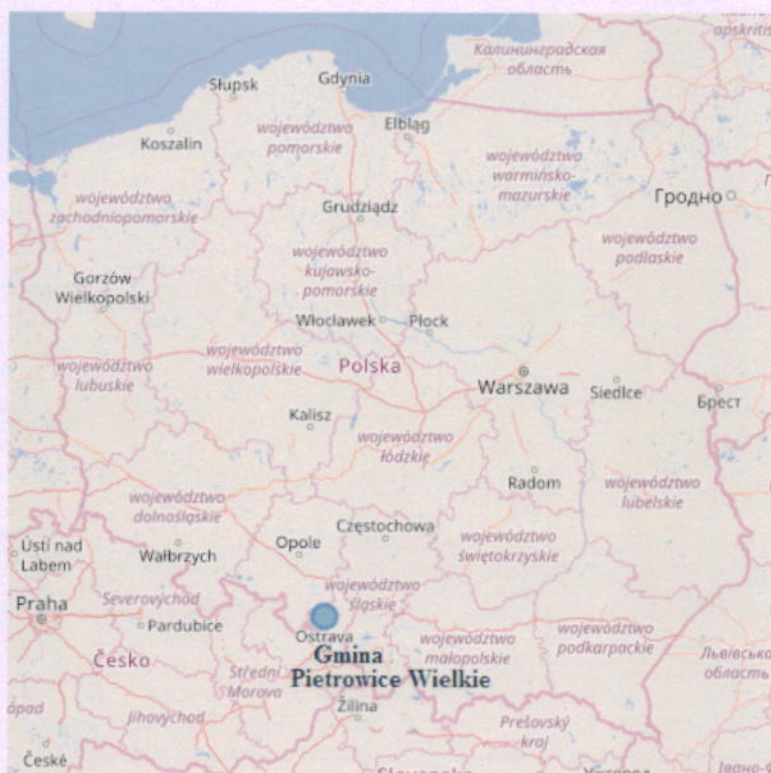 Калининградская
область
apskritis
Słupsk
Gdynia
Elbląg
Koszalin
województwo
pomorskie
województwo
warmińsko-
mazurskie
województwo
zachodniopomorskie
Grudziądz
Гродно
województwo
kujawsko-
pomorskie
województwo
podlaskie
Gorzów
Wielkopolski
Włocławek
Płock
województwo
lubuskie
województwo
wielkopolskie
Polska
Warszawa
Siedlce
Брест
Kalisz
województwo
łódzkie
Radom
województwo
lubelskie
województwo
dolnośląskie
Częstochowa
Opole
województwo
świętokrzyskie
Ústí nad
Labem
Wałbrzych
województwo
śląskie
Severovýchod
Praha
Pardubice
Ostrava
województwo
małopolskie
województwo
podkarpackie
Česko
Gmina
Pietrowice Wielkie
Střední
Morava
Львівська
область
Jihovýchod
Žilina
Prešovský
kraj
ápad
České